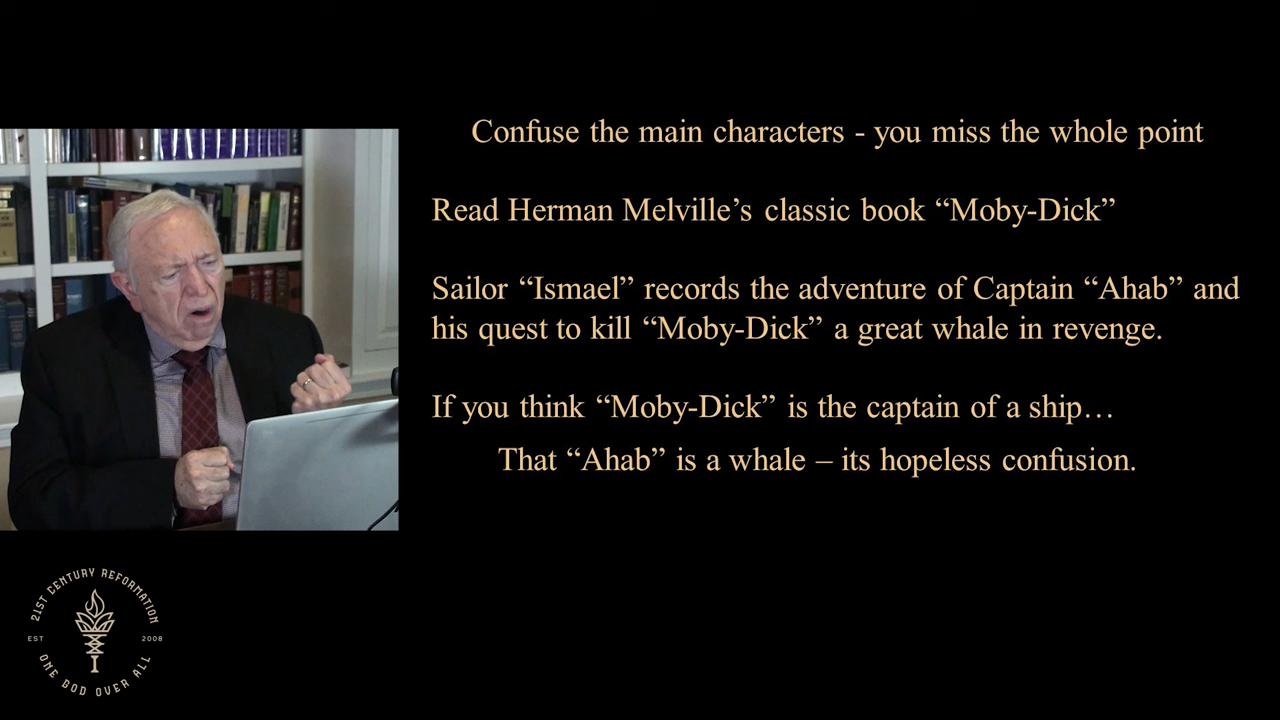 Confuse the main characters - you miss the whole point
Read Herman Melville’s classic book “Moby-Dick”
Sailor “Ismael” records the adventure of Captain “Ahab” and
his quest to kill “Moby-Dick” a great whale in revenge.
If you think “Moby-Dick” is the captain of a ship…
That “Ahab” is a whale – its hopeless confusion.
21ST CENTURY REFORMATION
EST 2008
ONE GOD OVER ALL